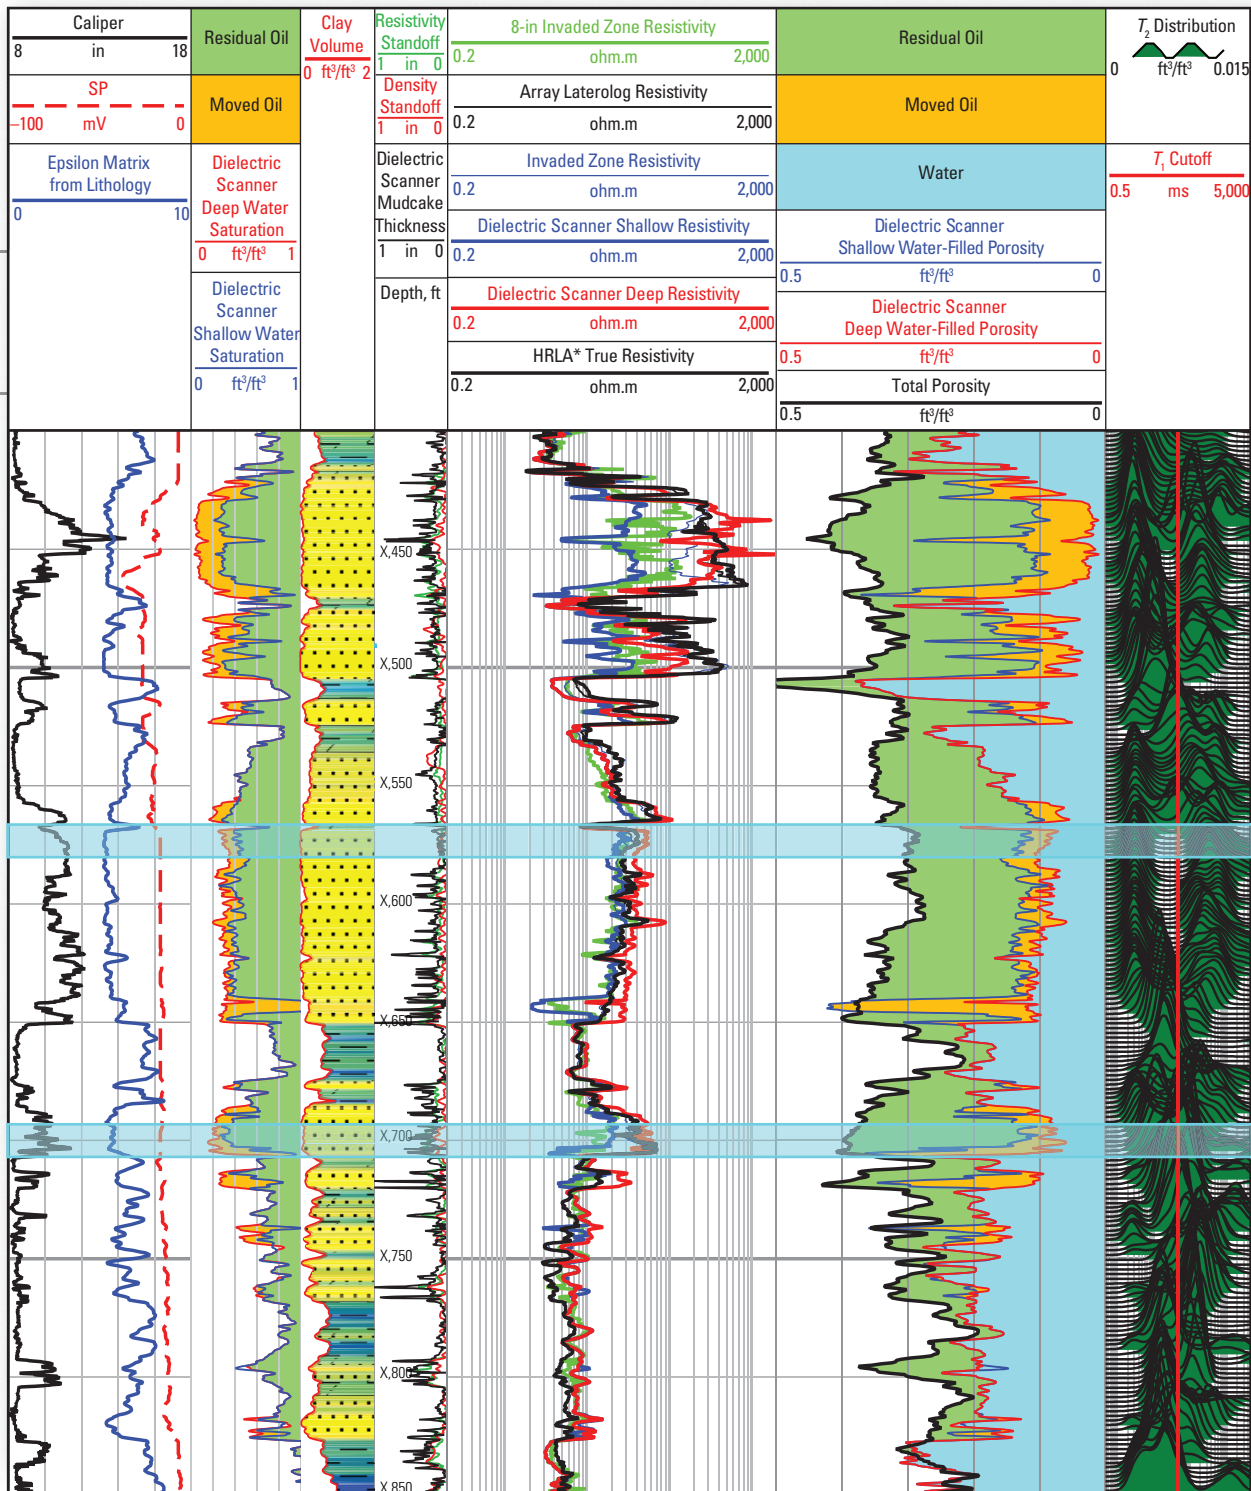 Caliper
8 in 18
SP
–100 mV 0
Epsilon Matrix
from Lithology
0 10
Residual Oil
Moved Oil
Dielectric
Scanner
Deep Water
Saturation
0 ft³/ft³ 1
Dielectric
Scanner
Shallow Water
Saturation
0 ft³/ft³ 1
Clay
Volume
0 ft³/ft³ 2
Resistivity
Standoff
1 in 0
Density
Standoff
1 in 0
Dielectric
Scanner
Mudcake
Thickness
1 in 0
Depth, ft
8-in Invaded Zone Resistivity
0.2 ohm.m 2,000
Array Laterolog Resistivity
0.2 ohm.m 2,000
Invaded Zone Resistivity
0.2 ohm.m 2,000
Dielectric Scanner Shallow Resistivity
0.2 ohm.m 2,000
Dielectric Scanner Deep Resistivity
0.2 ohm.m 2,000
HRLA* True Resistivity
0.2 ohm.m 2,000
Residual Oil
Moved Oil
Water
Dielectric Scanner
Shallow Water-Filled Porosity
0.5 ft³/ft³ 0
Dielectric Scanner
Deep Water-Filled Porosity
0.5 ft³/ft³ 0
Total Porosity
0.5 ft³/ft³ 0
T₂ Distribution
0 ft³/ft³ 0.015
T₁ Cutoff
0.5 ms 5,000
X,450
X,500
X,550
X,600
X,650
X,700
X,750
X,800
X,850